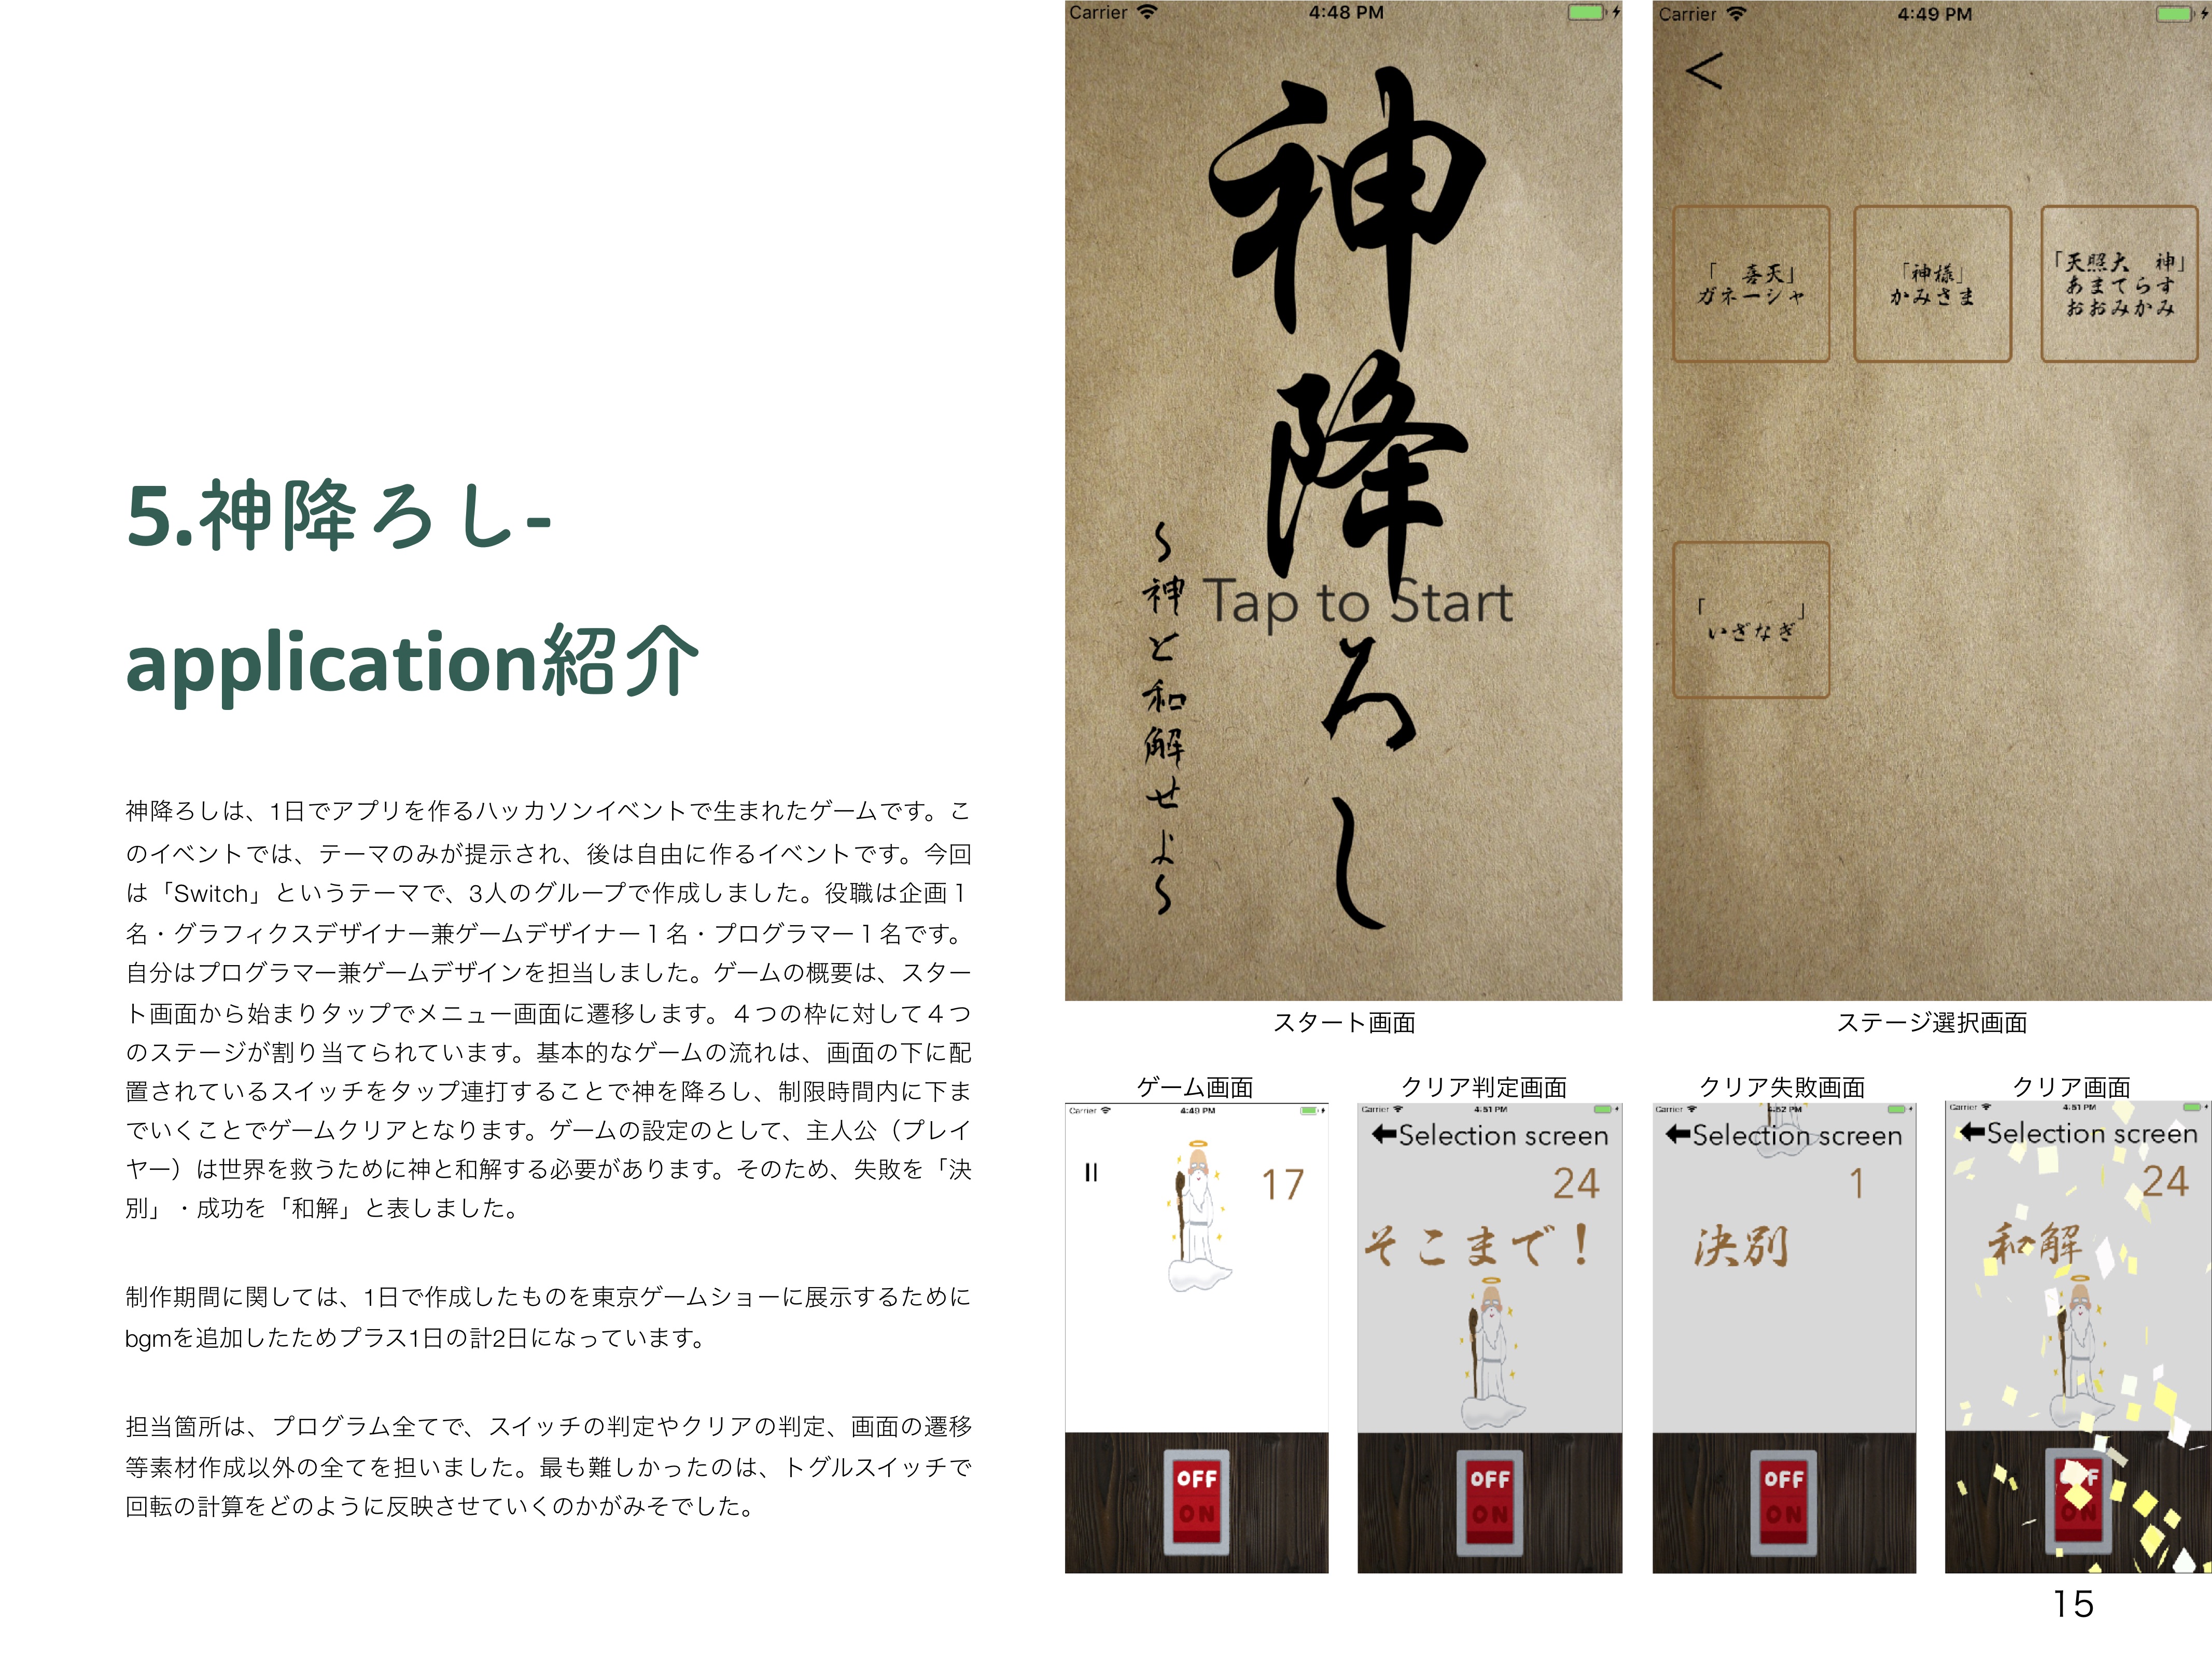 5.神降ろし-
application紹介
神降ろしは、1日でアプリを作るハッカソンイベントで生まれたゲームです。こ
のイベントでは、テーマのみが提示され、後は自由に作るイベントです。今回
は「Switch」というテーマで、3人のグループで作成しました。役職は企画１
名・グラフィクスデザイナー兼ゲームデザイナー１名・プログラマー１名です。
自分はプログラマー兼ゲームデザインを担当しました。ゲームの概要は、スター
ト画面から始まりタップでメニュー画面に遷移します。４つの枠に対して４つ
のステージが割り当てられています。基本的なゲームの流れは、画面の下に配
置されているスイッチをタップ連打することで神を降ろし、制限時間内に下ま
でいくことでゲームクリアとなります。ゲームの設定のとして、主人公（プレイ
ヤー）は世界を救うために神と和解する必要があります。そのため、失敗を「決
別」・成功を「和解」と表しました。
制作期間に関しては、1日で作成したものを東京ゲームショーに展示するために
bgmを追加したためプラス1日の計2日になっています。
担当箇所は、プログラム全てで、スイッチの判定やクリアの判定、画面の遷移
等素材作成以外の全てを担いました。最も難しかったのは、トグルスイッチで
回転の計算をどのように反映させていくのかがみそでした。
Carrier 4:48 PM
神降ろし
〜神と和解せよ〜
Tap to Start
スタート画面
Carrier 4:49 PM
＜
「　喜天」
ガネーシャ
「神様」
かみさま
「天照大　神」
あまてらす
おおみかみ
「　　　」
いざなぎ
ステージ選択画面
ゲーム画面
Carrier 4:49 PM
17
OFF
ON
クリア判定画面
Carrier 4:51 PM
←Selection screen
24
そこまで！
OFF
ON
クリア失敗画面
Carrier 4:52 PM
←Selection screen
1
決別
OFF
ON
クリア画面
Carrier 4:51 PM
←Selection screen
24
和解
OFF
ON
15